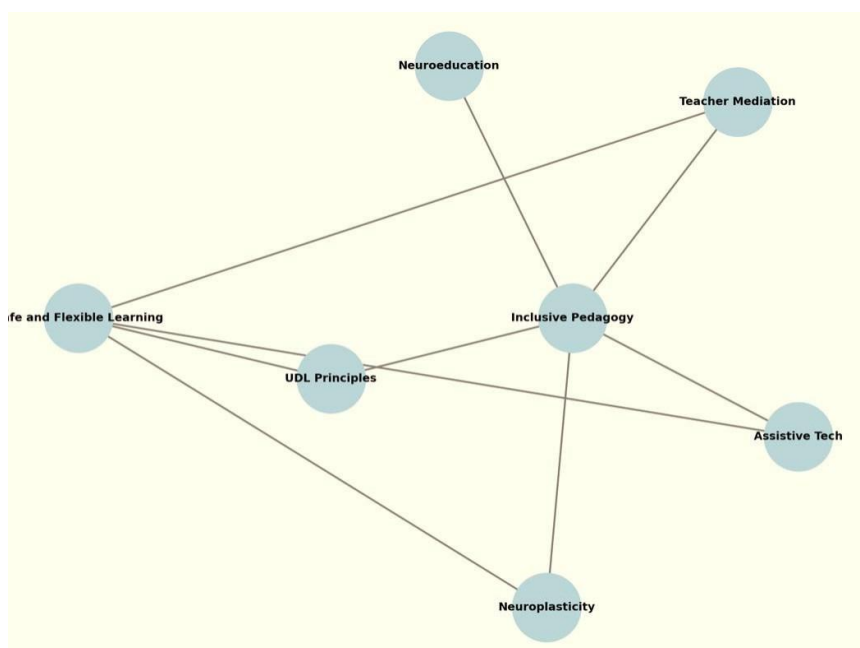 Neuroeducation
Teacher Mediation
fe and Flexible Learning
Inclusive Pedagogy
UDL Principles
Assistive Tech
Neuroplasticity